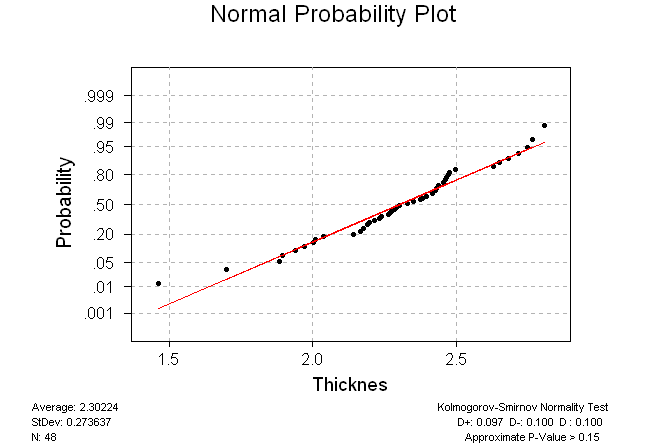 Normal Probability Plot
Probability
.999
.99
.95
.80
.50
.20
.05
.01
.001
1.5 2.0 2.5
Thicknes
Average: 2.30224
StDev: 0.273637
N: 48
Kolmogorov-Smirnov Normality Test
D+: 0.097 D-: 0.100 D : 0.100
Approximate P-Value > 0.15